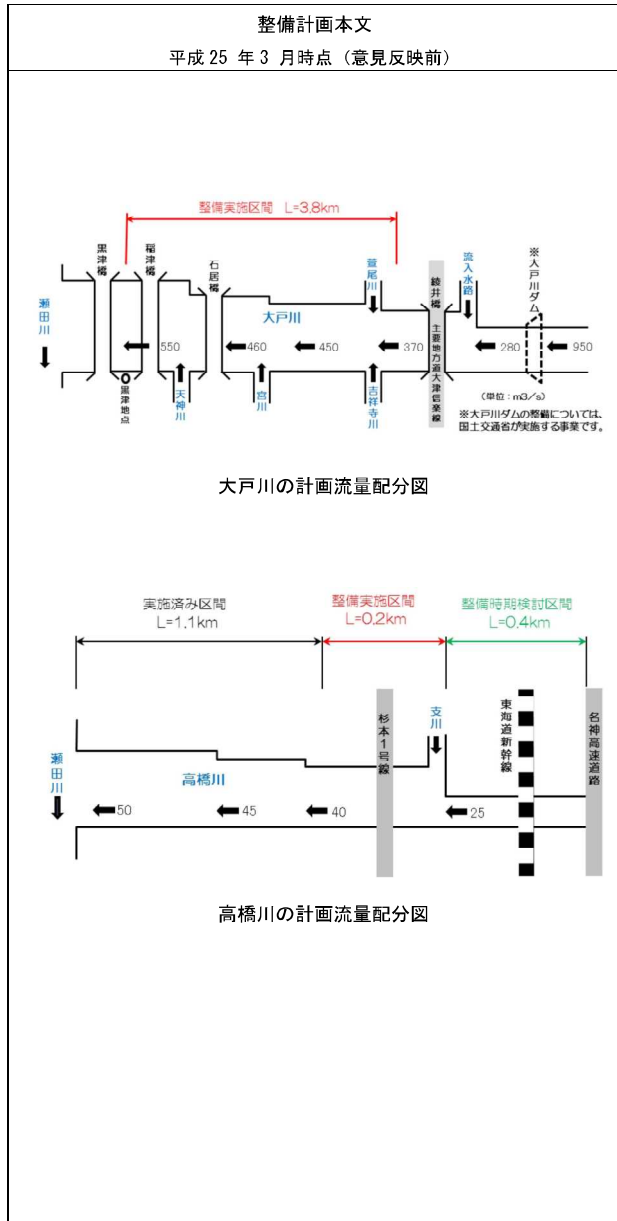 整備計画本文
平成25 年3 月時点（意見反映前）
整備実施区間 L=3.8km
黒津橋
稲津橋
石居橋
萱尾川
綾井橋
主要地方道大津信楽線
流入水路
※大戸川ダム
瀬田川
大戸川
550
460
450
370
280
950
黒津地点
天神川
宮川
吉祥寺川
(単位：m3/s)
※大戸川ダムの整備については、
国土交通省が実施する事業です。
大戸川の計画流量配分図
実施済み区間
L=1.1km
整備実施区間
L=0.2km
整備時期検討区間
L=0.4km
瀬田川
高橋川
杉本1号線
支川
東海道新幹線
名神高速道路
50
45
40
25
高橋川の計画流量配分図